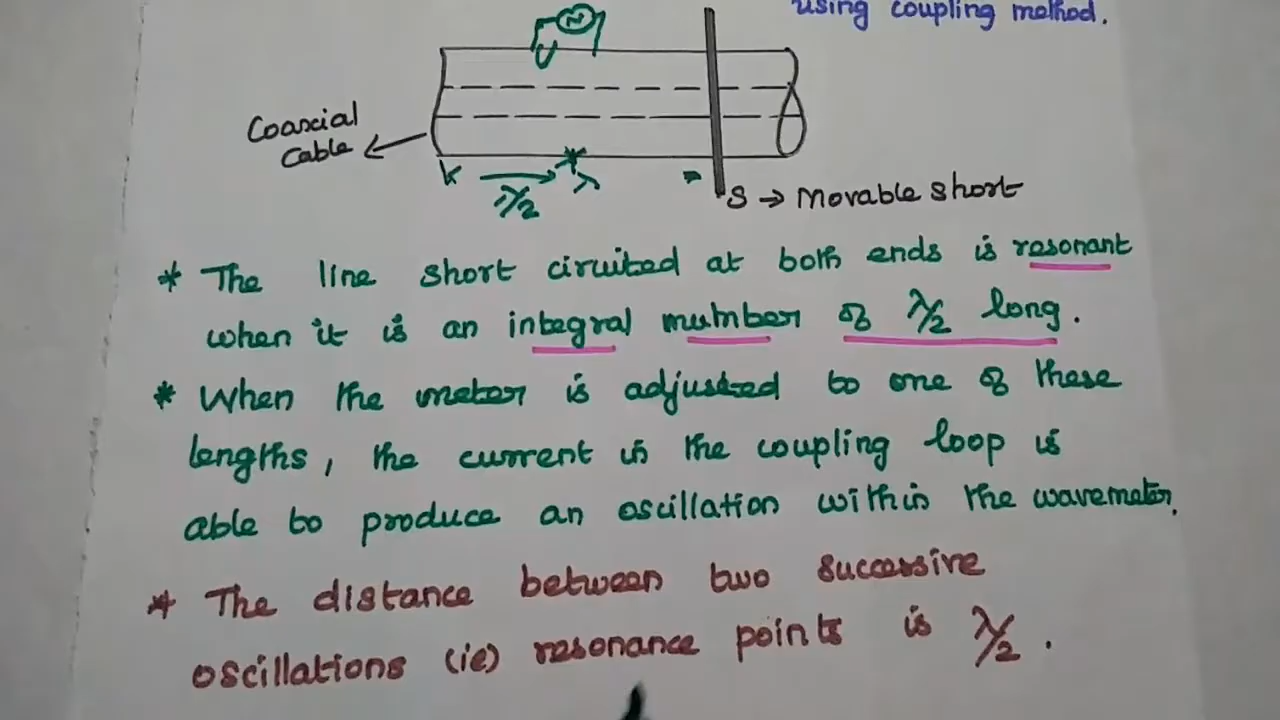 using coupling method.
N
Coaxial
Cable
λ/2
λ
S → Movable short
* The line short circuited at both ends is resonant
when it is an integral number of λ/2 long.
* When the meter is adjusted to one of these
lengths, the current in the coupling loop is
able to produce an oscillation within the wavemeter.
* The distance between two successive
oscillations (ie) resonance points is λ/2.